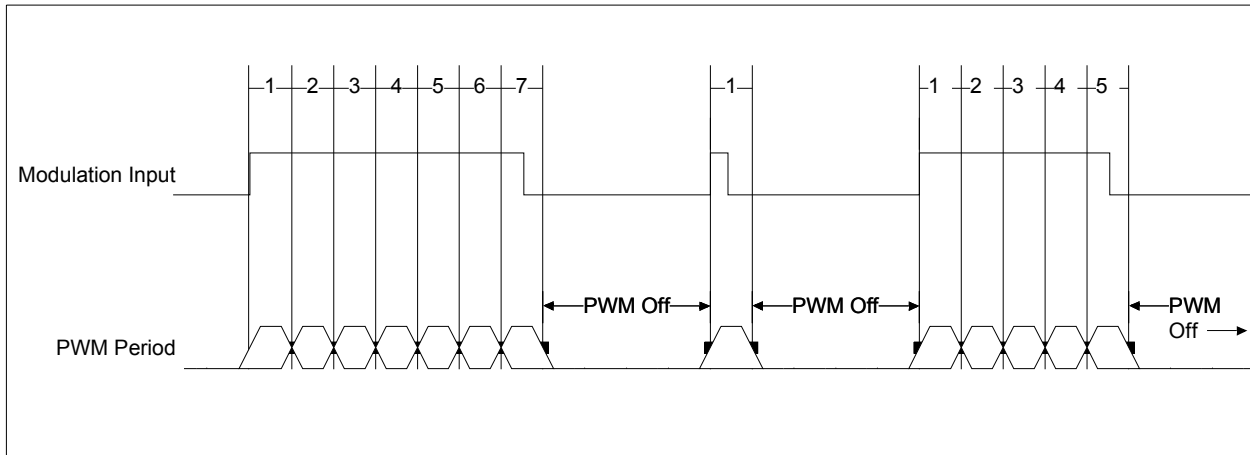 1 2 3 4 5 6 7 1 1 2 3 4 5
Modulation Input
PWM Off PWM Off PWM
Off
PWM Period